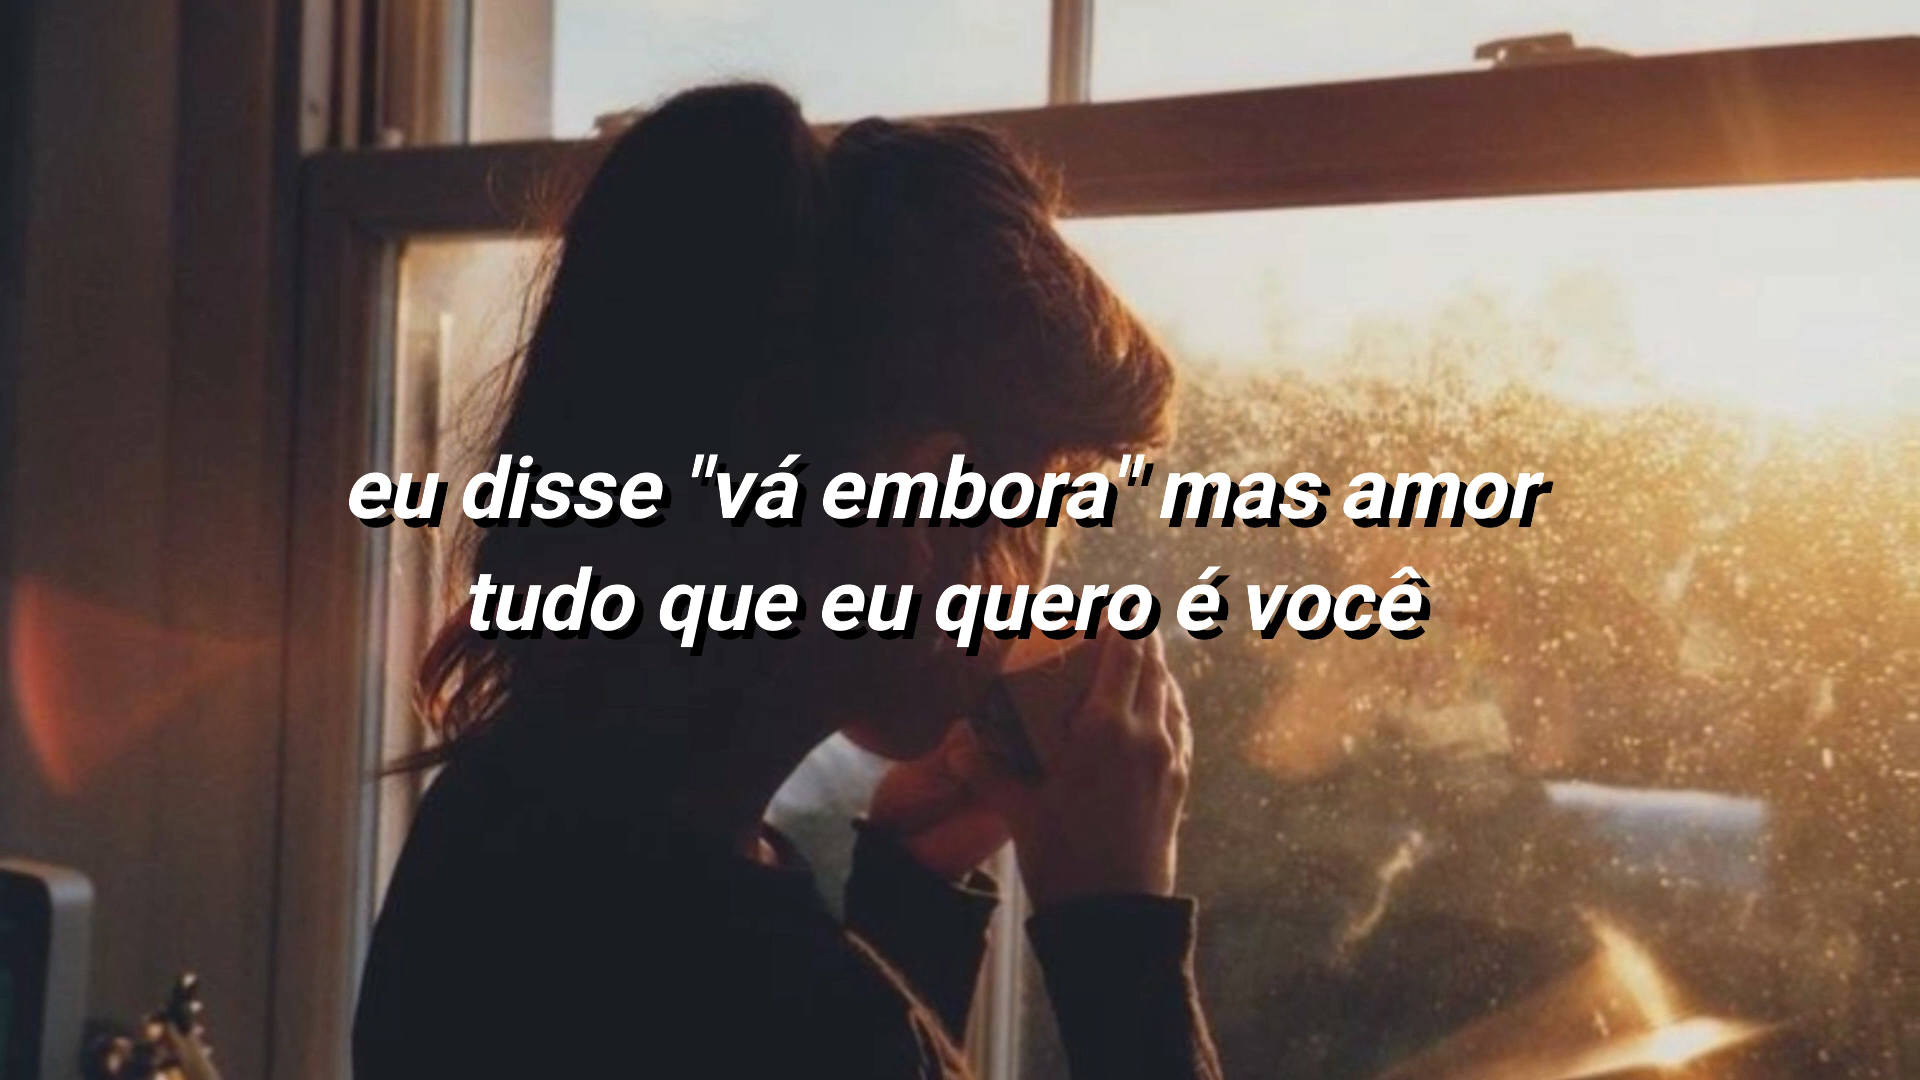 eu disse "vá embora" mas amor
tudo que eu quero é você